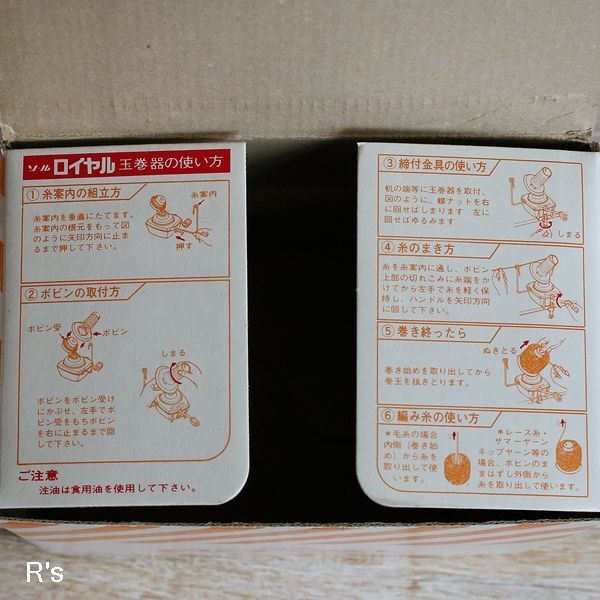 ソール ロイヤル 玉巻器の使い方
① 糸案内の組立方
糸案内
糸案内を垂直にたてます。
糸案内の根元をもって図
のように矢印方向に止ま
るまで押して下さい。
押す
② ボビンの取付方
ボビン受
ボビン
しまる
ボビンをボビン受け
にかぶせ、左手でボ
ビン受をもちボビン
を右に止まるまで回
して下さい。
ご注意
注油は食用油を使用して下さい。
③ 締付金具の使い方
机の端等に玉巻器を取付、
図のように、蝶ナットを右
に回せばしまります 左に
回せばゆるみます
しまる
④ 糸のまき方
糸を糸案内に通し、ボビン
上部の切れこみに糸端をか
けてから左手で糸を軽く保
持し、ハンドルを矢印方向
に回して下さい。
⑤ 巻き終ったら
ぬきとる
巻き始めを取り出してから
巻玉を抜きとります。
⑥ 編み糸の使い方
*毛糸の場合
内側(巻き始
め)から糸を
取り出して使
います。
*レース糸・
サマーヤーン
ネップヤーン等の
場合、ボビンのま
まはずし外側から
糸を取り出して使います。
R's